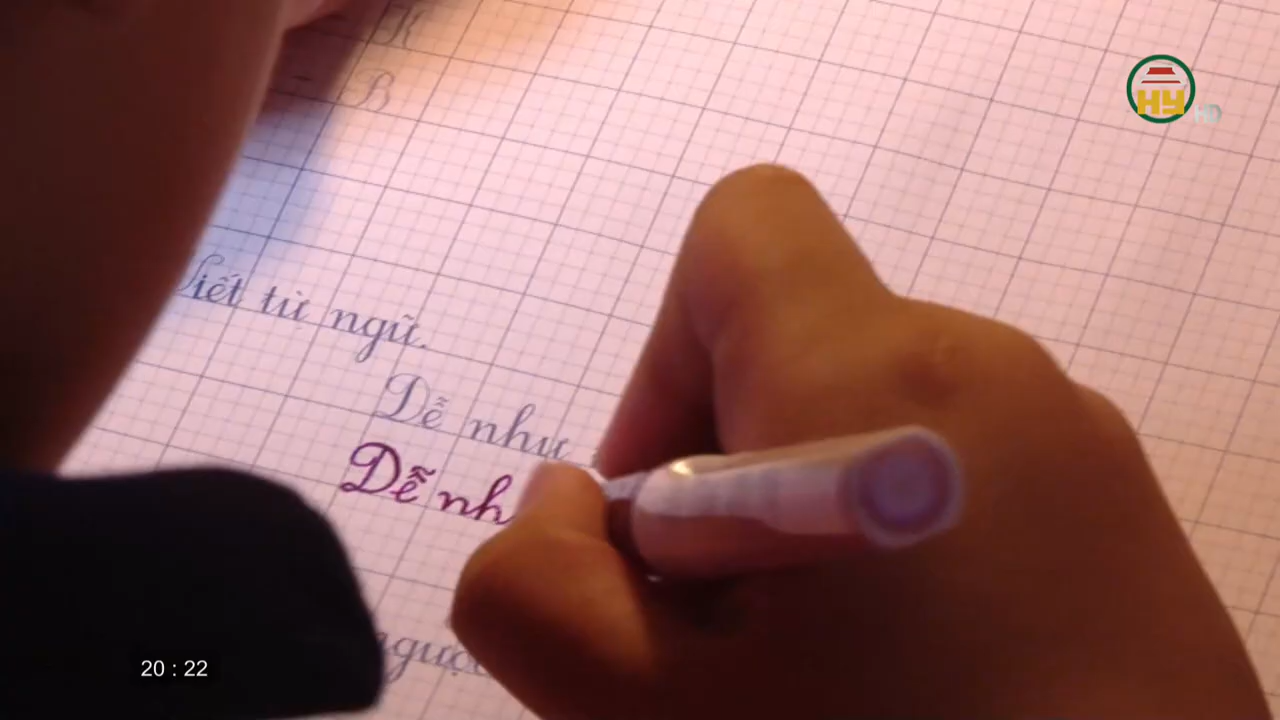 K
B
HY HD
Viết từ ngữ.
Dễ như
Dễ nh
20 : 22